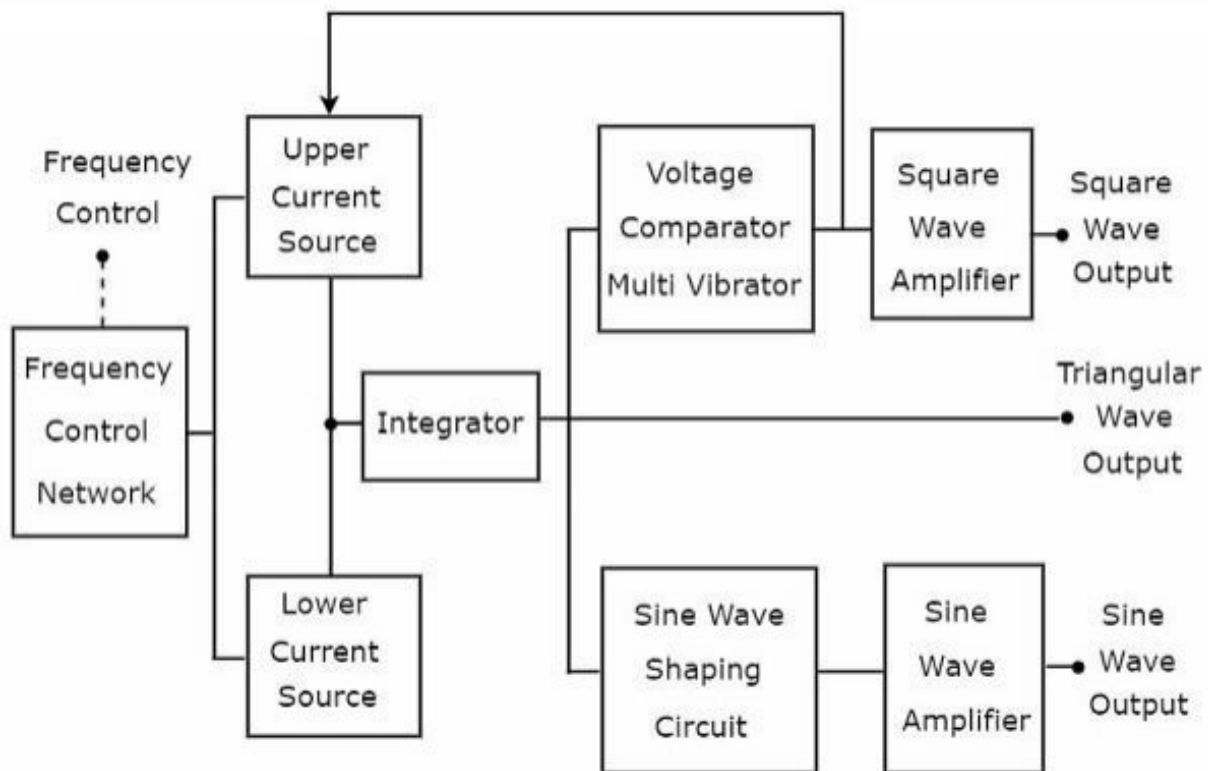 Frequency
Control
Frequency
Control
Network
Upper
Current
Source
Lower
Current
Source
Integrator
Voltage
Comparator
Multi Vibrator
Square
Wave
Amplifier
Square
Wave
Output
Triangular
Wave
Output
Sine Wave
Shaping
Circuit
Sine
Wave
Amplifier
Sine
Wave
Output